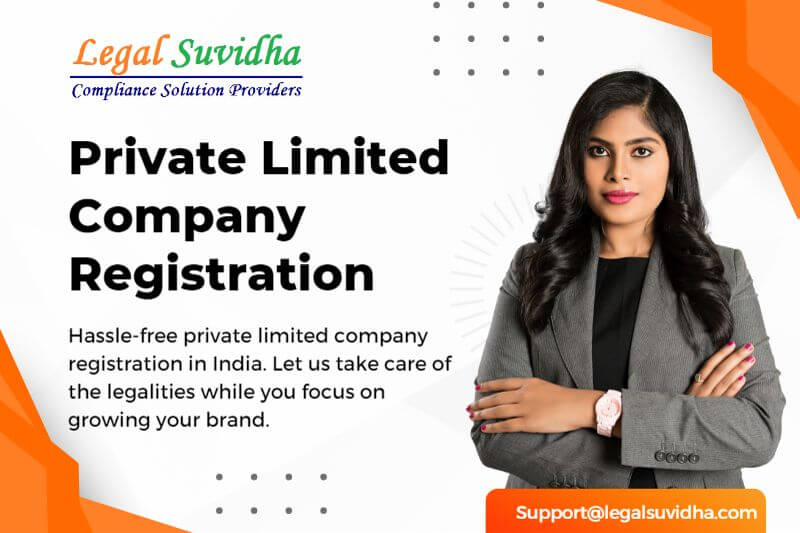 Legal Suvidha
Compliance Solution Providers
Private Limited
Company
Registration
Hassle-free private limited company
registration in India. Let us take care of
the legalities while you focus on
growing your brand.
Support@legalsuvidha.com